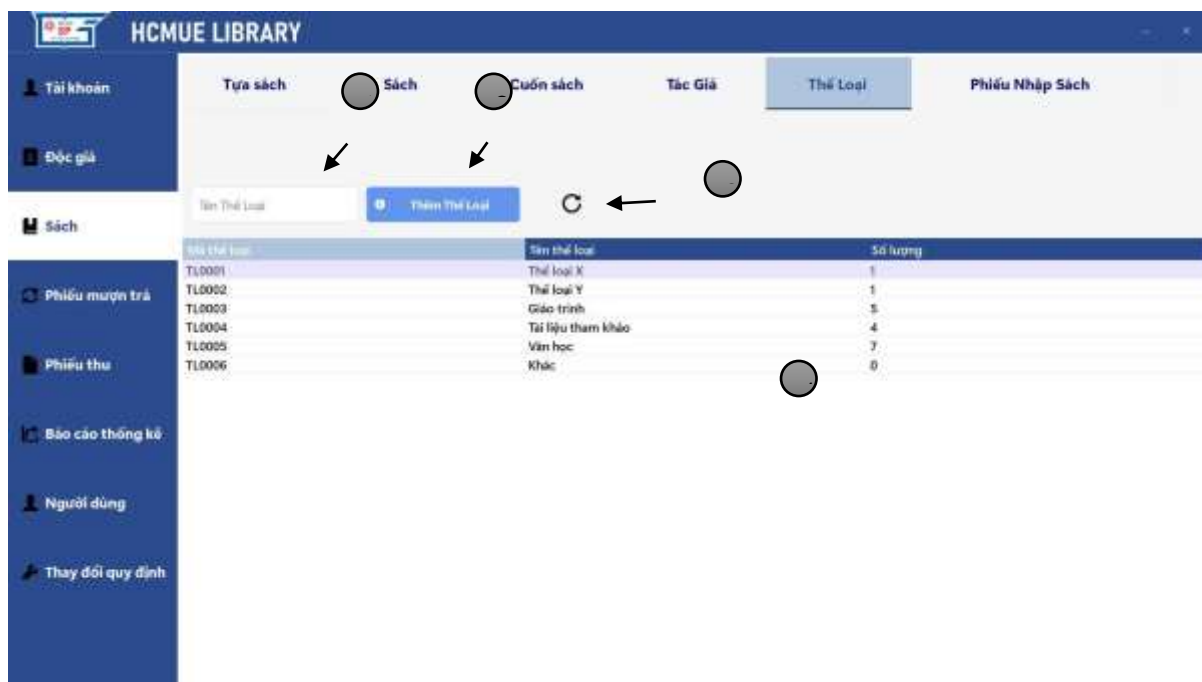 HCMUE LIBRARY
Tài khoản
Độc giả
Sách
Phiếu mượn trả
Phiếu thu
Báo cáo thống kê
Người dùng
Thay đổi quy định
Tựa sách Sách Cuốn sách Tác Giả Thể Loại Phiếu Nhập Sách
Tên Thể Loại Thêm Thể Loại
Mã thể loại Tên thể loại Số lượng
TL0001 Thể loại X 1
TL0002 Thể loại Y 1
TL0003 Giáo trình 5
TL0004 Tài liệu tham khảo 4
TL0005 Văn học 7
TL0006 Khác 0